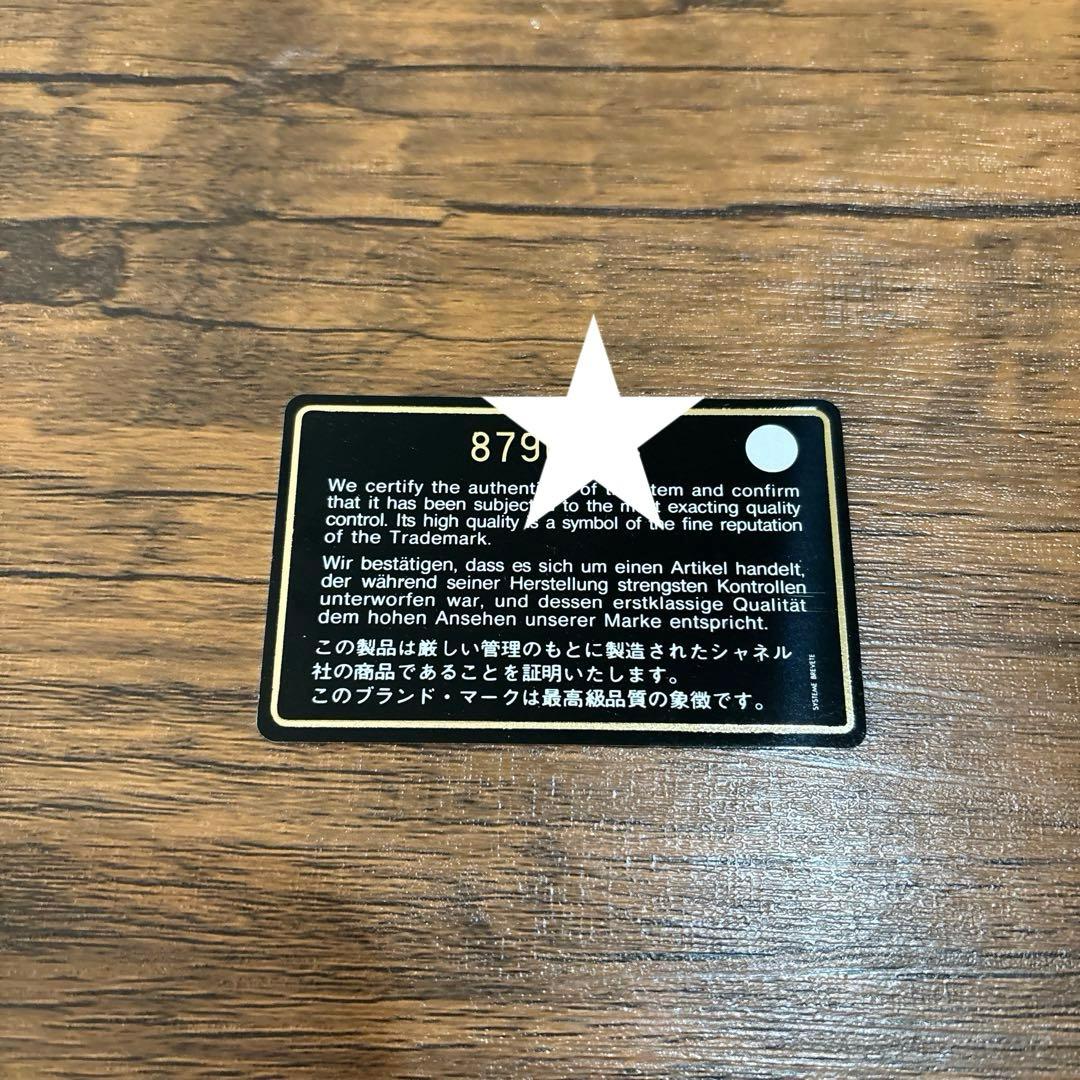 879
We certify the of and confirm
that it has been to the exacting quality
control. Its high quality a symbol of the fine reputation
of the Trademark.
Wir bestätigen, dass es sich um einen Artikel handelt,
der während seiner Herstellung strengsten Kontrollen
unterworfen war, und dessen erstklassige Qualität
dem hohen Ansehen unserer Marke entspricht.
この製品は厳しい管理のもとに製造されたシャネル
社の商品であることを証明いたします。
このブランド・マークは最高級品質の象徴です。
SYSTEME BREVETE